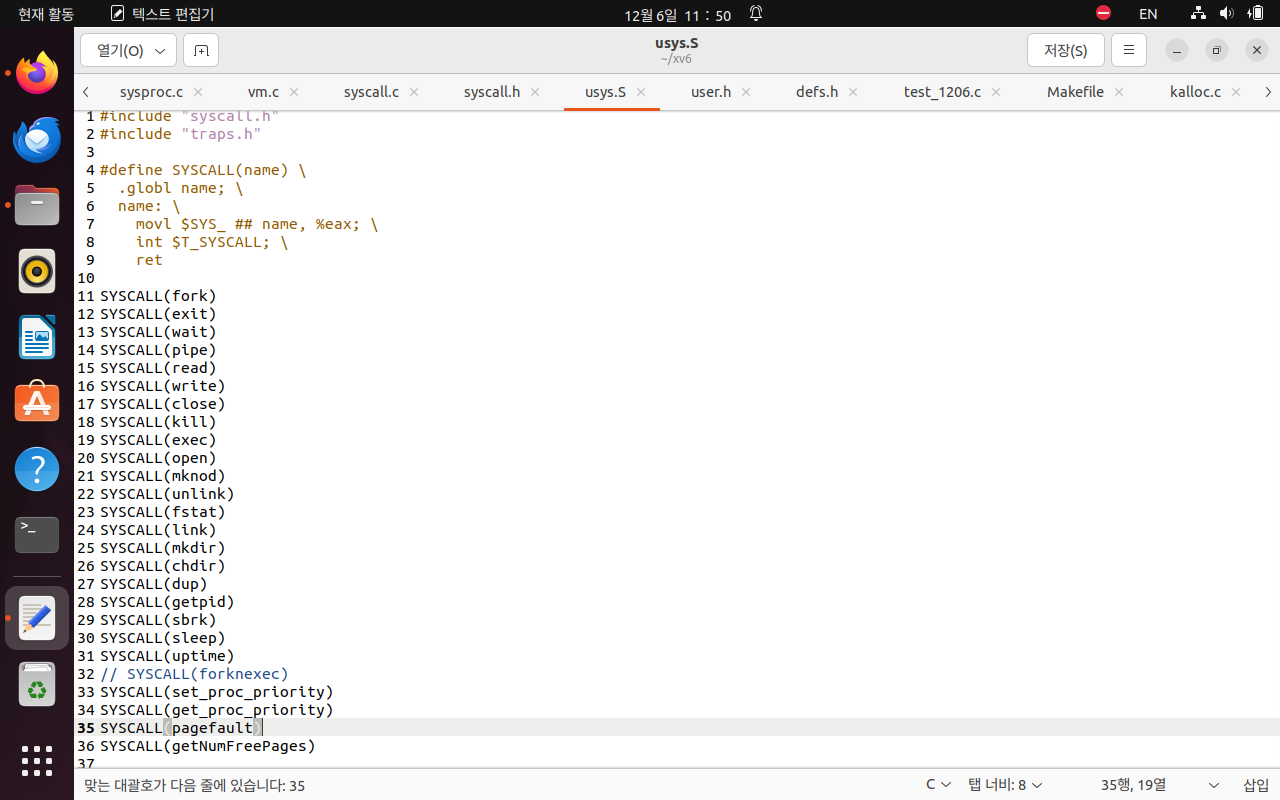 현재 활동 텍스트 편집기 12월 6일 11 : 50 EN
열기(O) usys.S 저장(S)
~/xv6
sysproc.c vm.c syscall.c syscall.h usys.S user.h defs.h test_1206.c Makefile kalloc.c
1 #include "syscall.h"
2 #include "traps.h"
3
4 #define SYSCALL(name) \
5 .globl name; \
6 name: \
7 movl $SYS_ ## name, %eax; \
8 int $T_SYSCALL; \
9 ret
10
11 SYSCALL(fork)
12 SYSCALL(exit)
13 SYSCALL(wait)
14 SYSCALL(pipe)
15 SYSCALL(read)
16 SYSCALL(write)
17 SYSCALL(close)
18 SYSCALL(kill)
19 SYSCALL(exec)
20 SYSCALL(open)
21 SYSCALL(mknod)
22 SYSCALL(unlink)
23 SYSCALL(fstat)
24 SYSCALL(link)
25 SYSCALL(mkdir)
26 SYSCALL(chdir)
27 SYSCALL(dup)
28 SYSCALL(getpid)
29 SYSCALL(sbrk)
30 SYSCALL(sleep)
31 SYSCALL(uptime)
32 // SYSCALL(forknexec)
33 SYSCALL(set_proc_priority)
34 SYSCALL(get_proc_priority)
35 SYSCALL(pagefault)
36 SYSCALL(getNumFreePages)
37
맞는 대괄호가 다음 줄에 있습니다: 35 C 탭 너비: 8 35행, 19열 삽입